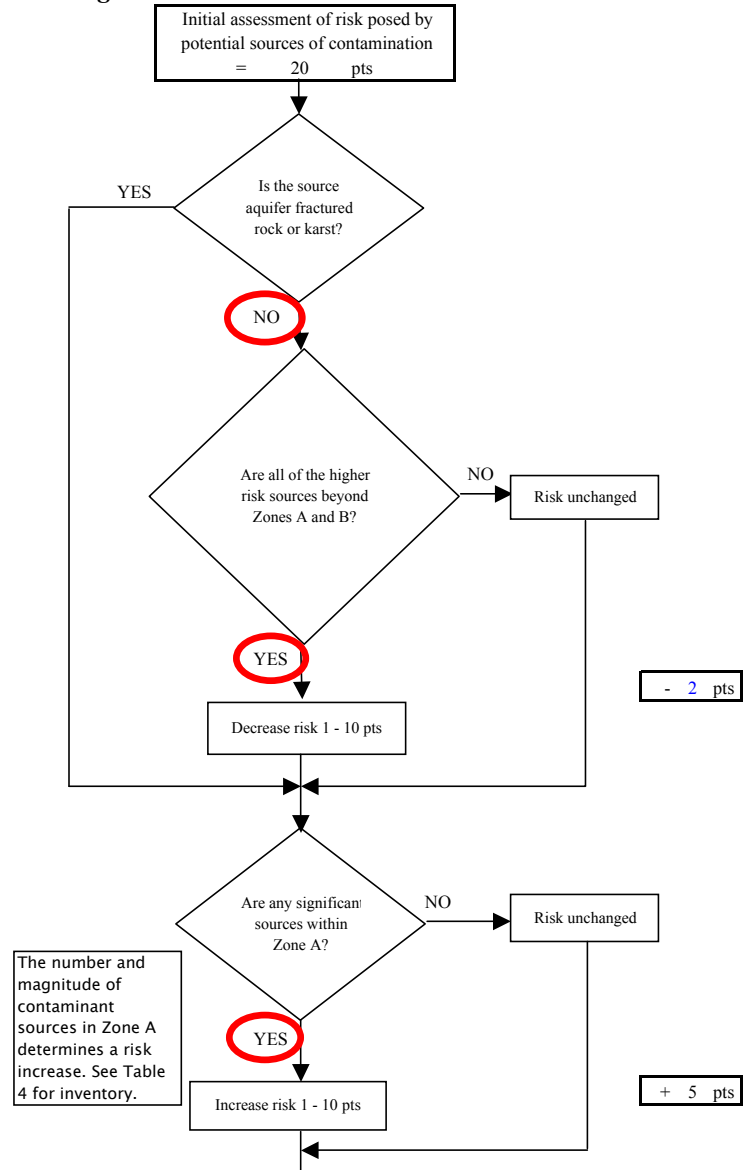 Initial assessment of risk posed by
potential sources of contamination
= 20 pts
YES
Is the source
aquifer fractured
rock or karst?
NO
Are all of the higher
risk sources beyond
Zones A and B?
NO
Risk unchanged
YES
- 2 pts
Decrease risk 1 - 10 pts
Are any significant
sources within
Zone A?
NO
Risk unchanged
The number and
magnitude of
contaminant
sources in Zone A
determines a risk
increase. See Table
4 for inventory.
YES
Increase risk 1 - 10 pts
+ 5 pts